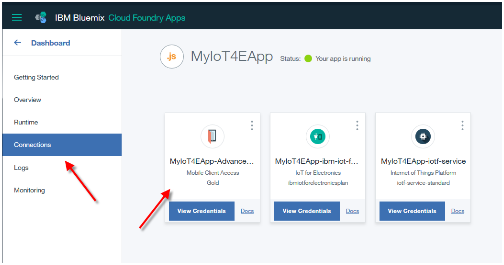 IBM Bluemix Cloud Foundry Apps
Dashboard
Getting Started
Overview
Runtime
Connections
Logs
Monitoring
js
MyIoT4EApp
Status: Your app is running
MyIoT4EApp-Advance...
Mobile Client Access
Gold
View Credentials
Docs
MyIoT4EApp-ibm-iot-f...
IoT for Electronics
ibmiotforelectronicsplan
View Credentials
Docs
MyIoT4EApp-iotf-service
Internet of Things Platform
iotf-service-standard
View Credentials
Docs